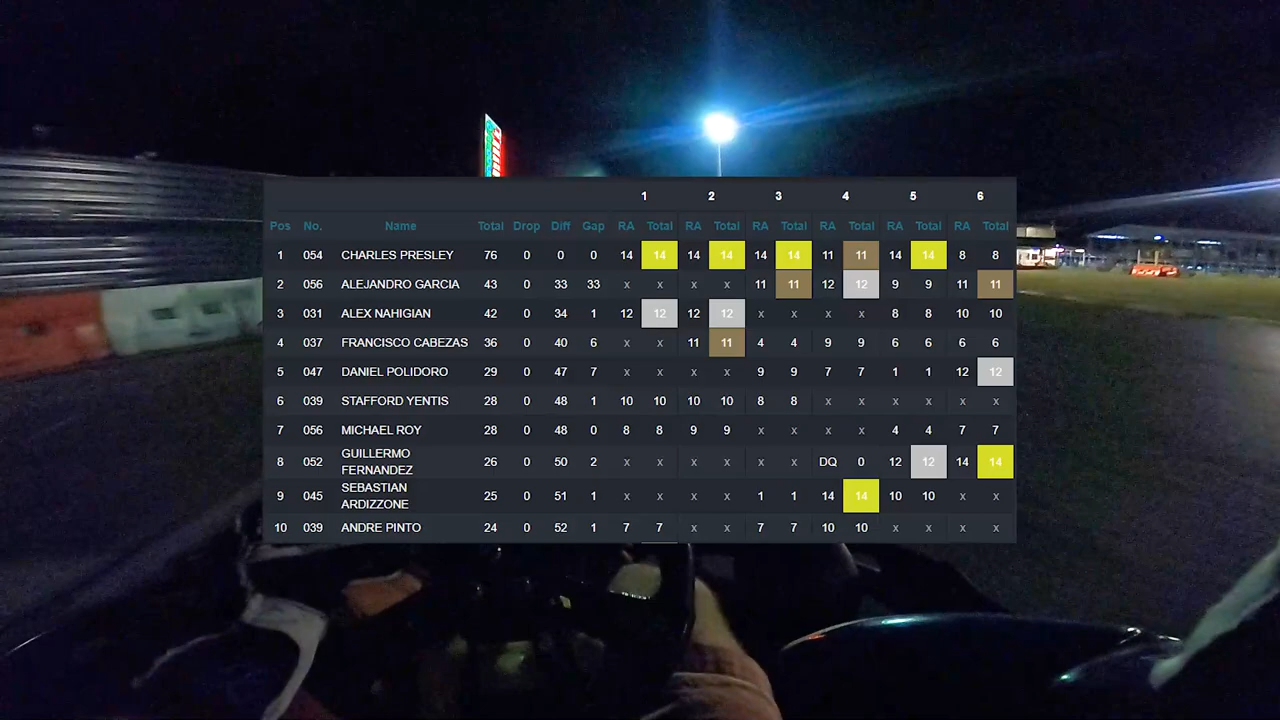 1 2 3 4 5 6
Pos No. Name Total Drop Diff Gap RA Total RA Total RA Total RA Total RA Total RA Total
1 054 CHARLES PRESLEY 76 0 0 0 14 14 14 14 14 14 11 11 14 14 8 8
2 056 ALEJANDRO GARCIA 43 0 33 33 x x x x 11 11 12 12 9 9 11 11
3 031 ALEX NAHIGIAN 42 0 34 1 12 12 12 12 x x x x 8 8 10 10
4 037 FRANCISCO CABEZAS 36 0 40 6 x x 11 11 4 4 9 9 6 6 6 6
5 047 DANIEL POLIDORO 29 0 47 7 x x x x 9 9 7 7 1 1 12 12
6 039 STAFFORD YENTIS 28 0 48 1 10 10 10 10 8 8 x x x x x x
7 056 MICHAEL ROY 28 0 48 0 8 8 9 9 x x x x 4 4 7 7
8 052 GUILLERMO FERNANDEZ 26 0 50 2 x x x x x x DQ 0 12 12 14 14
9 045 SEBASTIAN ARDIZZONE 25 0 51 1 x x x x 1 1 14 14 10 10 x x
10 039 ANDRE PINTO 24 0 52 1 7 7 x x 7 7 10 10 x x x x